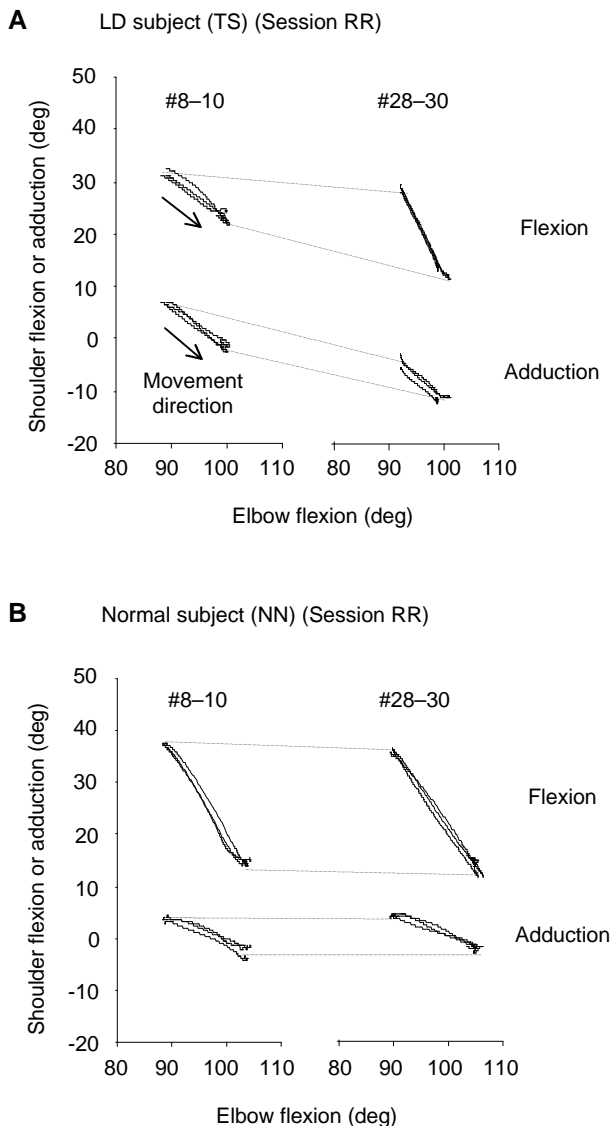 A LD subject (TS) (Session RR)
50
#8–10 #28–30
40
30
Flexion
20
10
0
Adduction
Movement
direction
-10
-20
Shoulder flexion or adduction (deg)
80 90 100 110 80 90 100 110
Elbow flexion (deg)
B Normal subject (NN) (Session RR)
50
#8–10 #28–30
40
30
Flexion
20
10
0
Adduction
-10
-20
Shoulder flexion or adduction (deg)
80 90 100 110 80 90 100 110
Elbow flexion (deg)